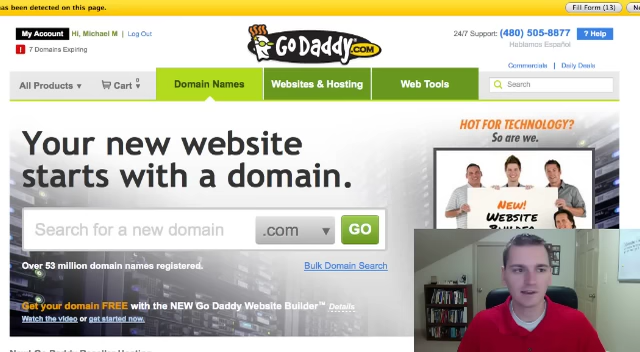 has been detected on this page.
Fill Form (13)
My Account Hi, Michael M Log Out
! 7 Domains Expiring
Go Daddy.COM
24/7 Support: (480) 505-8877
Hablamos Español
? Help
Commercials Daily Deals
All Products Cart 0
Domain Names
Websites & Hosting
Web Tools
Search
Your new website
starts with a domain.
Search for a new domain .com GO
Over 53 million domain names registered. Bulk Domain Search
Get your domain FREE with the NEW Go Daddy Website Builder™ Details
Watch the video or get started now.
HOT FOR TECHNOLOGY?
So are we.
NEW!
WEBSITE